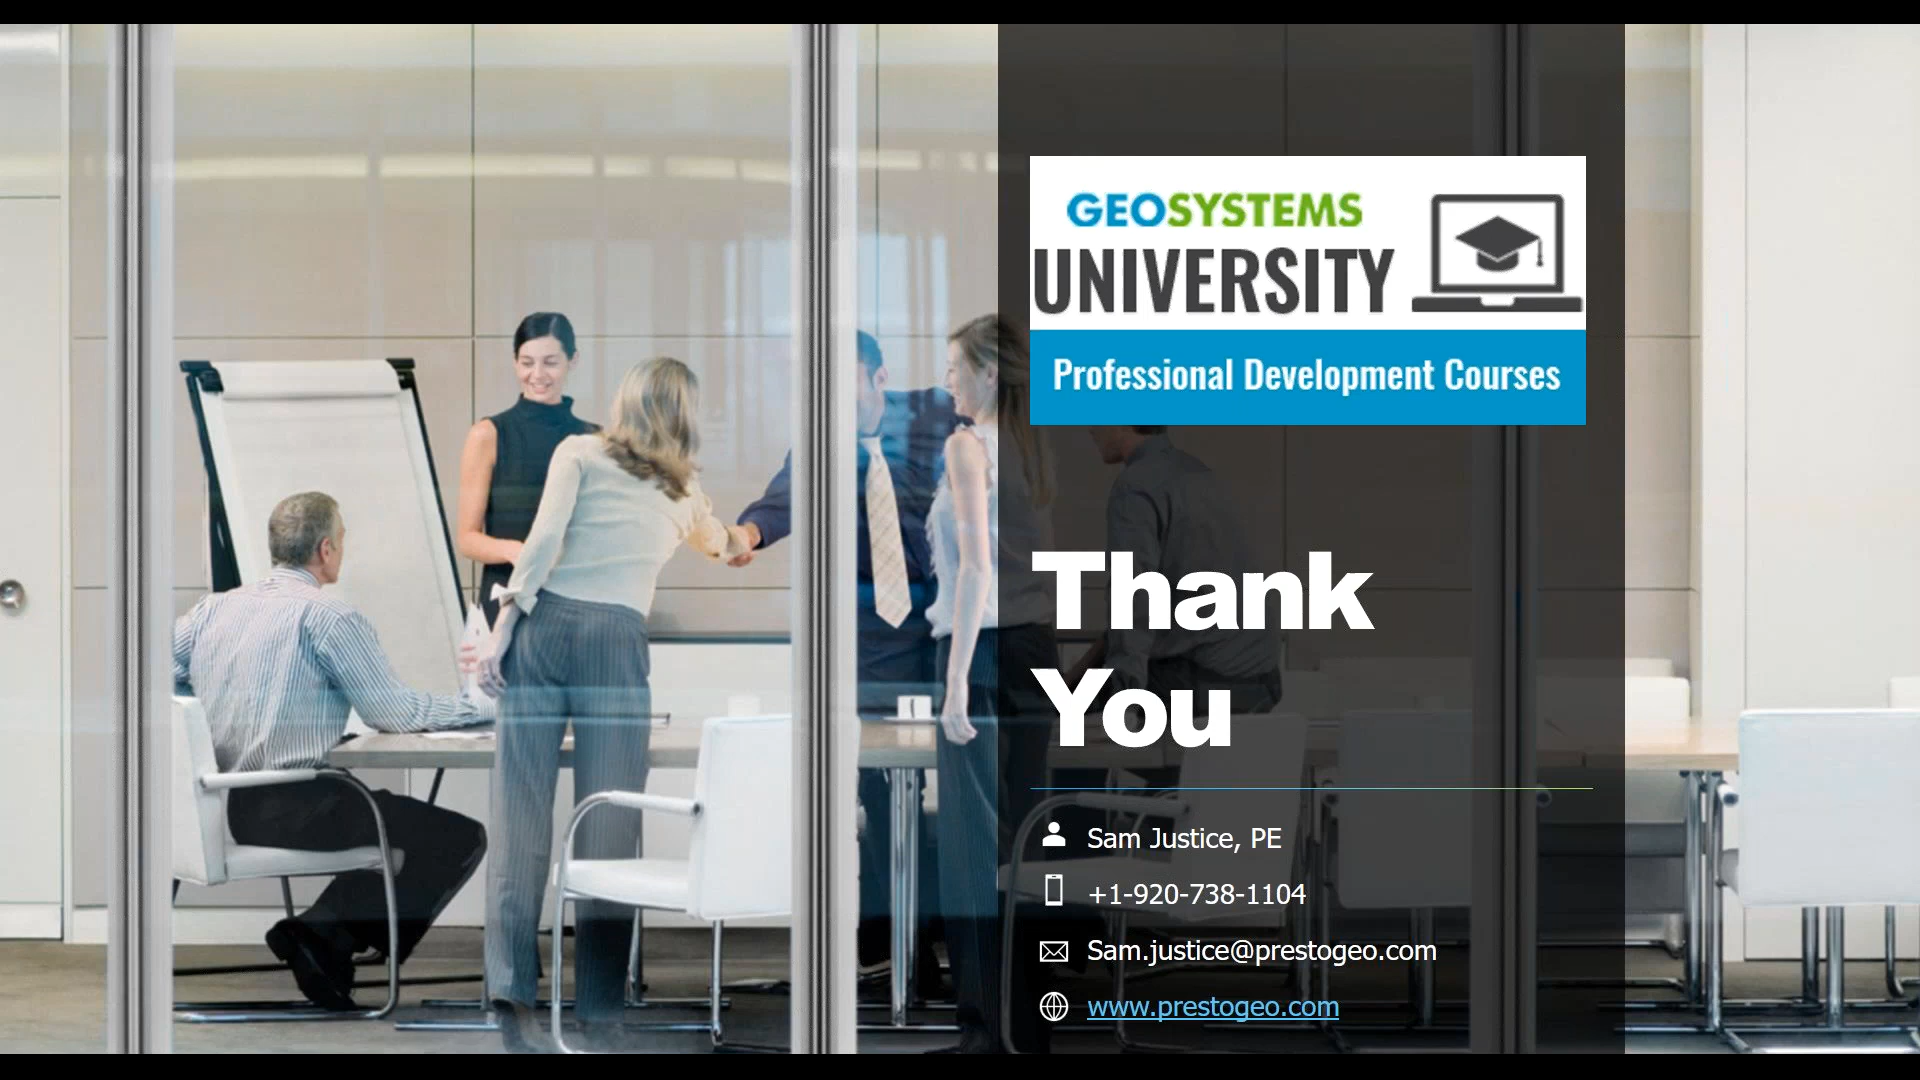 GEOSYSTEMS
UNIVERSITY
Professional Development Courses
Thank
You
Sam Justice, PE
+1-920-738-1104
Sam.justice@prestogeo.com
www.prestogeo.com